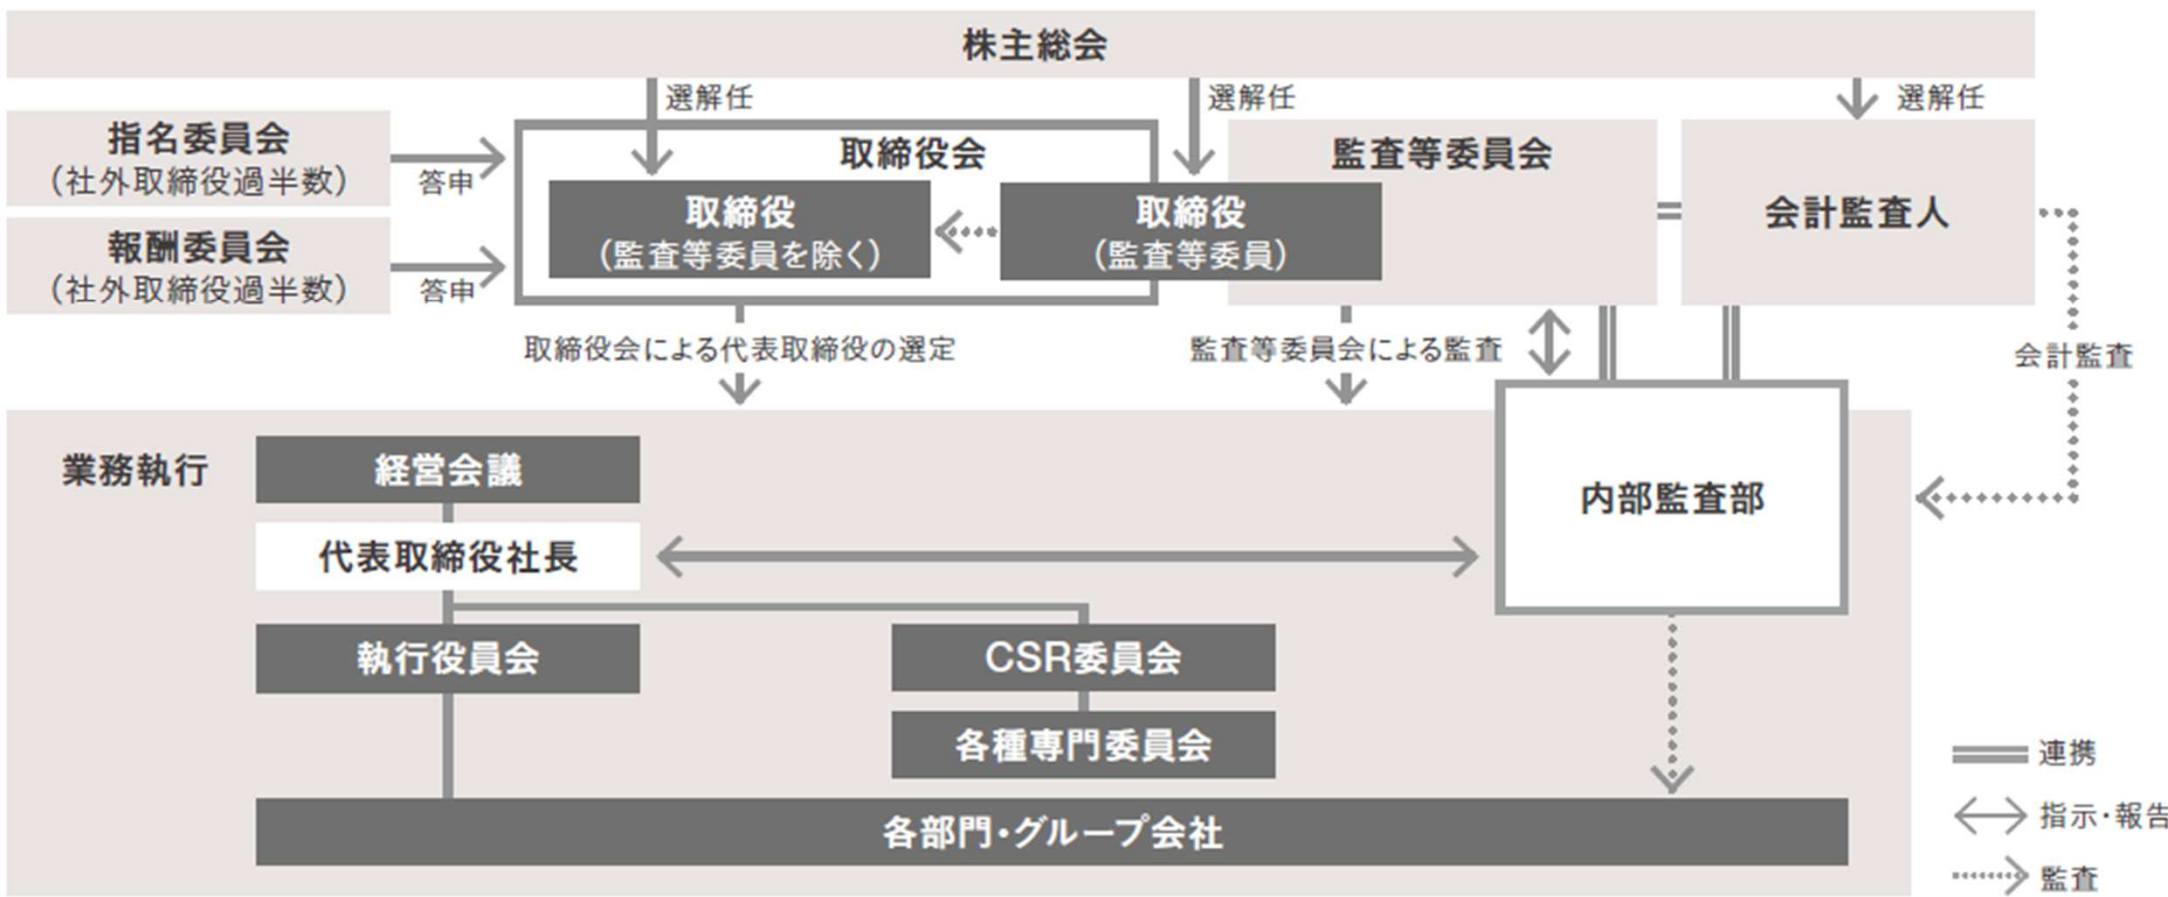 株主総会
選解任
選解任
選解任
指名委員会
(社外取締役過半数)
答申
報酬委員会
(社外取締役過半数)
答申
取締役会
取締役
(監査等委員を除く)
取締役
(監査等委員)
監査等委員会
会計監査人
取締役会による代表取締役の選定
監査等委員会による監査
会計監査
業務執行
経営会議
代表取締役社長
内部監査部
執行役員会
CSR委員会
各種専門委員会
各部門・グループ会社
連携
指示・報告
監査